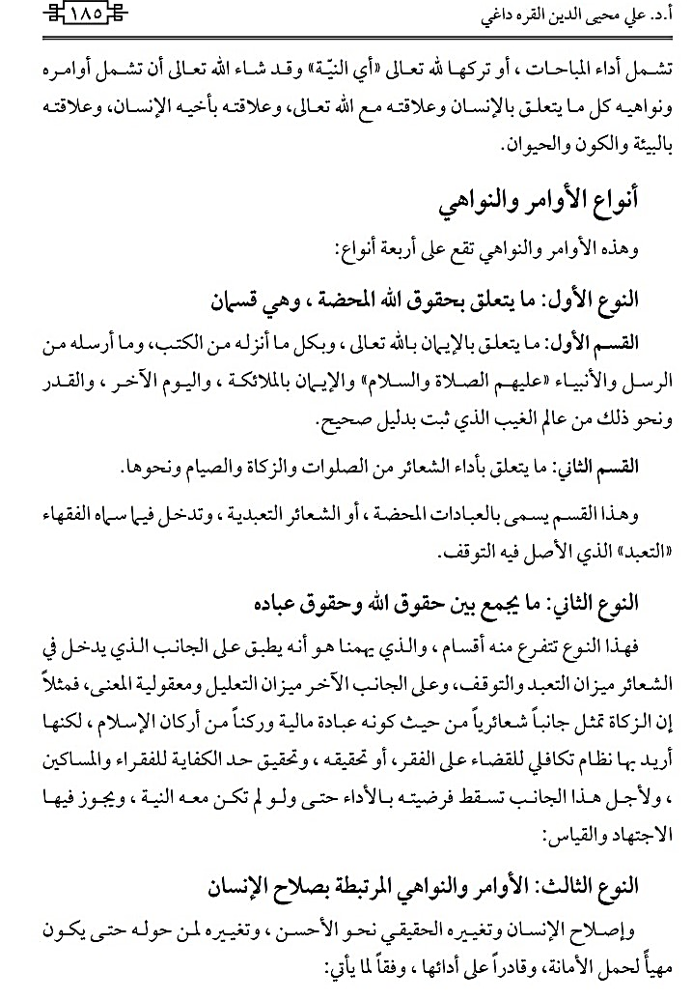 أ.د. علي محيى الدين القره داغي
١٨٥
تشمل أداء المباحات ، أو تركها لله تعالى «أي النيّة» وقد شاء الله تعالى أن تشمل أوامره
ونواهيه كل ما يتعلق بالإنسان وعلاقته مع الله تعالى، وعلاقته بأخيه الإنسان، وعلاقته
بالبيئة والكون والحيوان.
أنواع الأوامر والنواهي
وهذه الأوامر والنواهي تقع على أربعة أنواع:
النوع الأول: ما يتعلق بحقوق الله المحضة ، وهي قسمان
القسم الأول: ما يتعلق بالإيمان بالله تعالى ، وبكل ما أنزله من الكتب، وما أرسله من
الرسل والأنبياء «عليهم الصلاة والسلام» والإيمان بالملائكة ، واليوم الآخر ، والقدر
ونحو ذلك من عالم الغيب الذي ثبت بدليل صحيح.
القسم الثاني: ما يتعلق بأداء الشعائر من الصلوات والزكاة والصيام ونحوها.
وهذا القسم يسمى بالعبادات المحضة ، أو الشعائر التعبدية ، وتدخل فيما سماه الفقهاء
«التعبد» الذي الأصل فيه التوقف.
النوع الثاني: ما يجمع بين حقوق الله وحقوق عباده
فهذا النوع تتفرع منه أقسام ، والذي يهمنا هو أنه يطبق على الجانب الذي يدخل في
الشعائر ميزان التعبد والتوقف، وعلى الجانب الآخر ميزان التعليل ومعقولية المعنى، فمثلاً
إن الزكاة تمثل جانباً شعائرياً من حيث كونه عبادة مالية وركناً من أركان الإسلام ، لكنها
أريد بها نظام تكافلي للقضاء على الفقر، أو تحقيقه ، وتحقيق حد الكفاية للفقراء والمساكين
، ولأجل هذا الجانب تسقط فرضيته بالأداء حتى ولو لم تكن معه النية ، ويجوز فيها
الاجتهاد والقياس:
النوع الثالث: الأوامر والنواهي المرتبطة بصلاح الإنسان
وإصلاح الإنسان وتغييره الحقيقي نحو الأحسن ، وتغييره لمن حوله حتى يكون
مهيأً لحمل الأمانة، وقادراً على أدائها ، وفقاً لما يأتي: